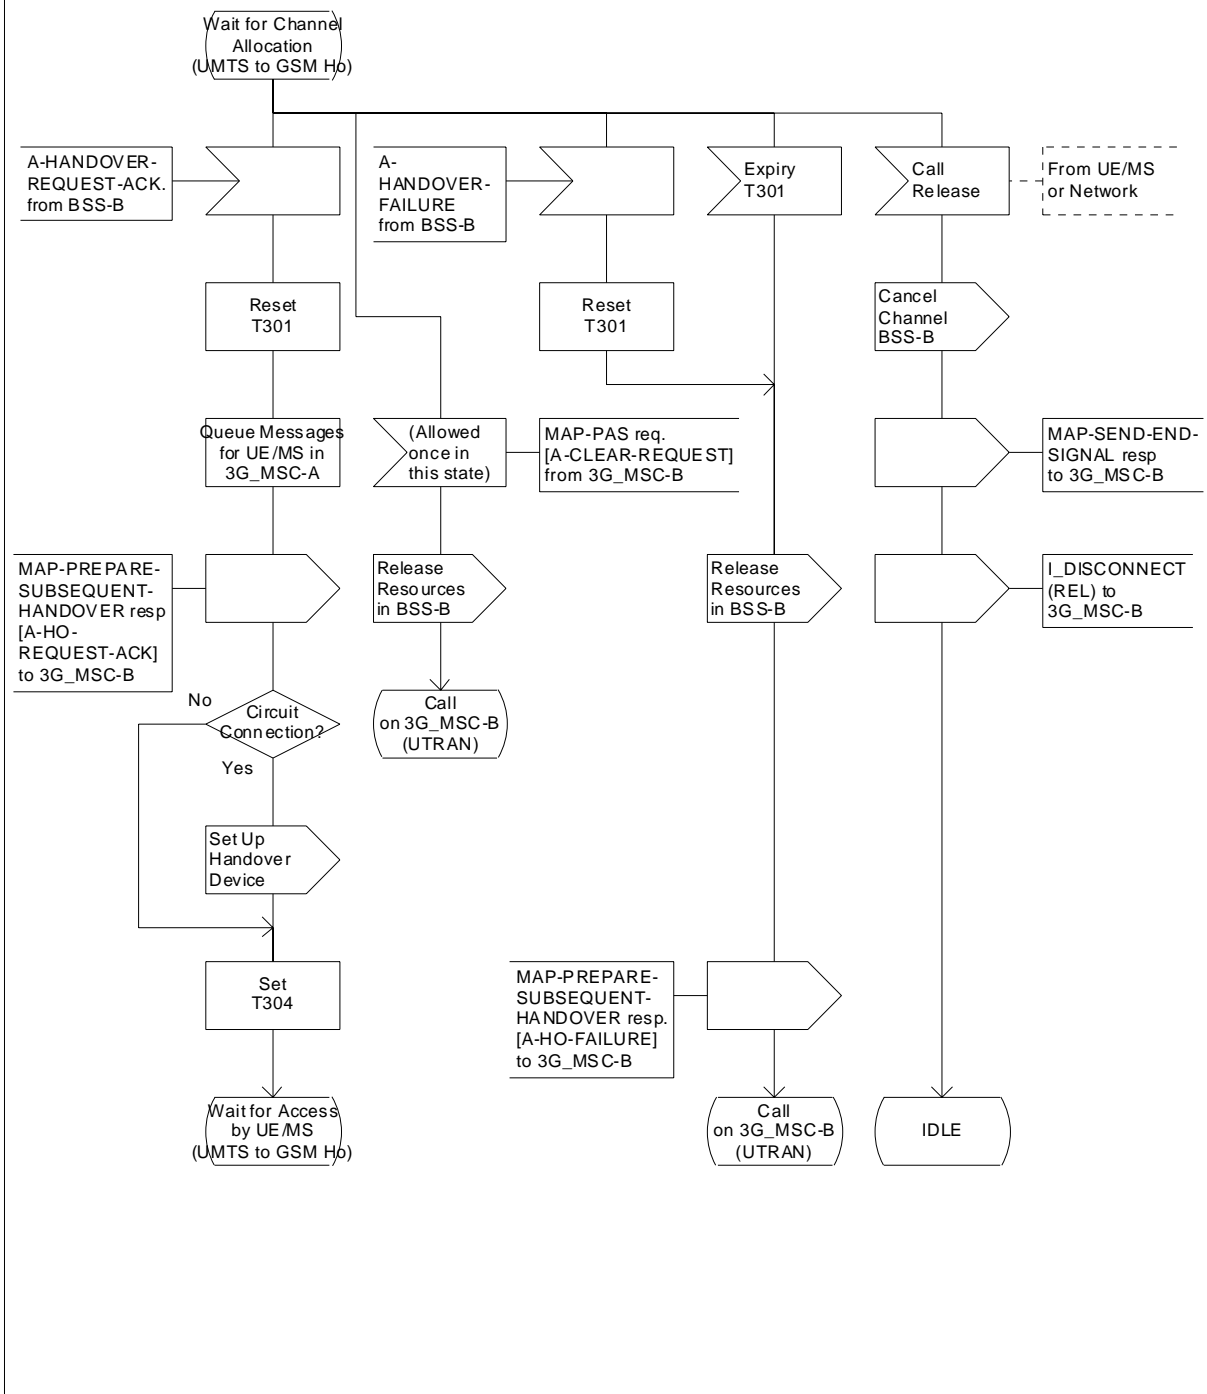 Wait for Channel
Allocation
(UMTS to GSM Ho)
A-HANDOVER-
REQUEST-ACK.
from BSS-B
A-
HANDOVER-
FAILURE
from BSS-B
Expiry
T301
Call
Release
From UE/MS
or Network
Reset
T301
Reset
T301
Cancel
Channel
BSS-B
Queue Messages
for UE/MS in
3G_MSC-A
(Allowed
once in
this state)
MAP-PAS req.
[A-CLEAR-REQUEST]
from 3G_MSC-B
MAP-SEND-END-
SIGNAL resp
to 3G_MSC-B
MAP-PREPARE-
SUBSEQUENT-
HANDOVER resp
[A-HO-
REQUEST-ACK]
to 3G_MSC-B
Release
Resources
in BSS-B
Release
Resources
in BSS-B
I_DISCONNECT
(REL) to
3G_MSC-B
No
Circuit
Connection?
Yes
Call
on 3G_MSC-B
(UTRAN)
Set Up
Handover
Device
Set
T304
MAP-PREPARE-
SUBSEQUENT-
HANDOVER resp.
[A-HO-FAILURE]
to 3G_MSC-B
Wait for Access
by UE/MS
(UMTS to GSM Ho)
Call
on 3G_MSC-B
(UTRAN)
IDLE